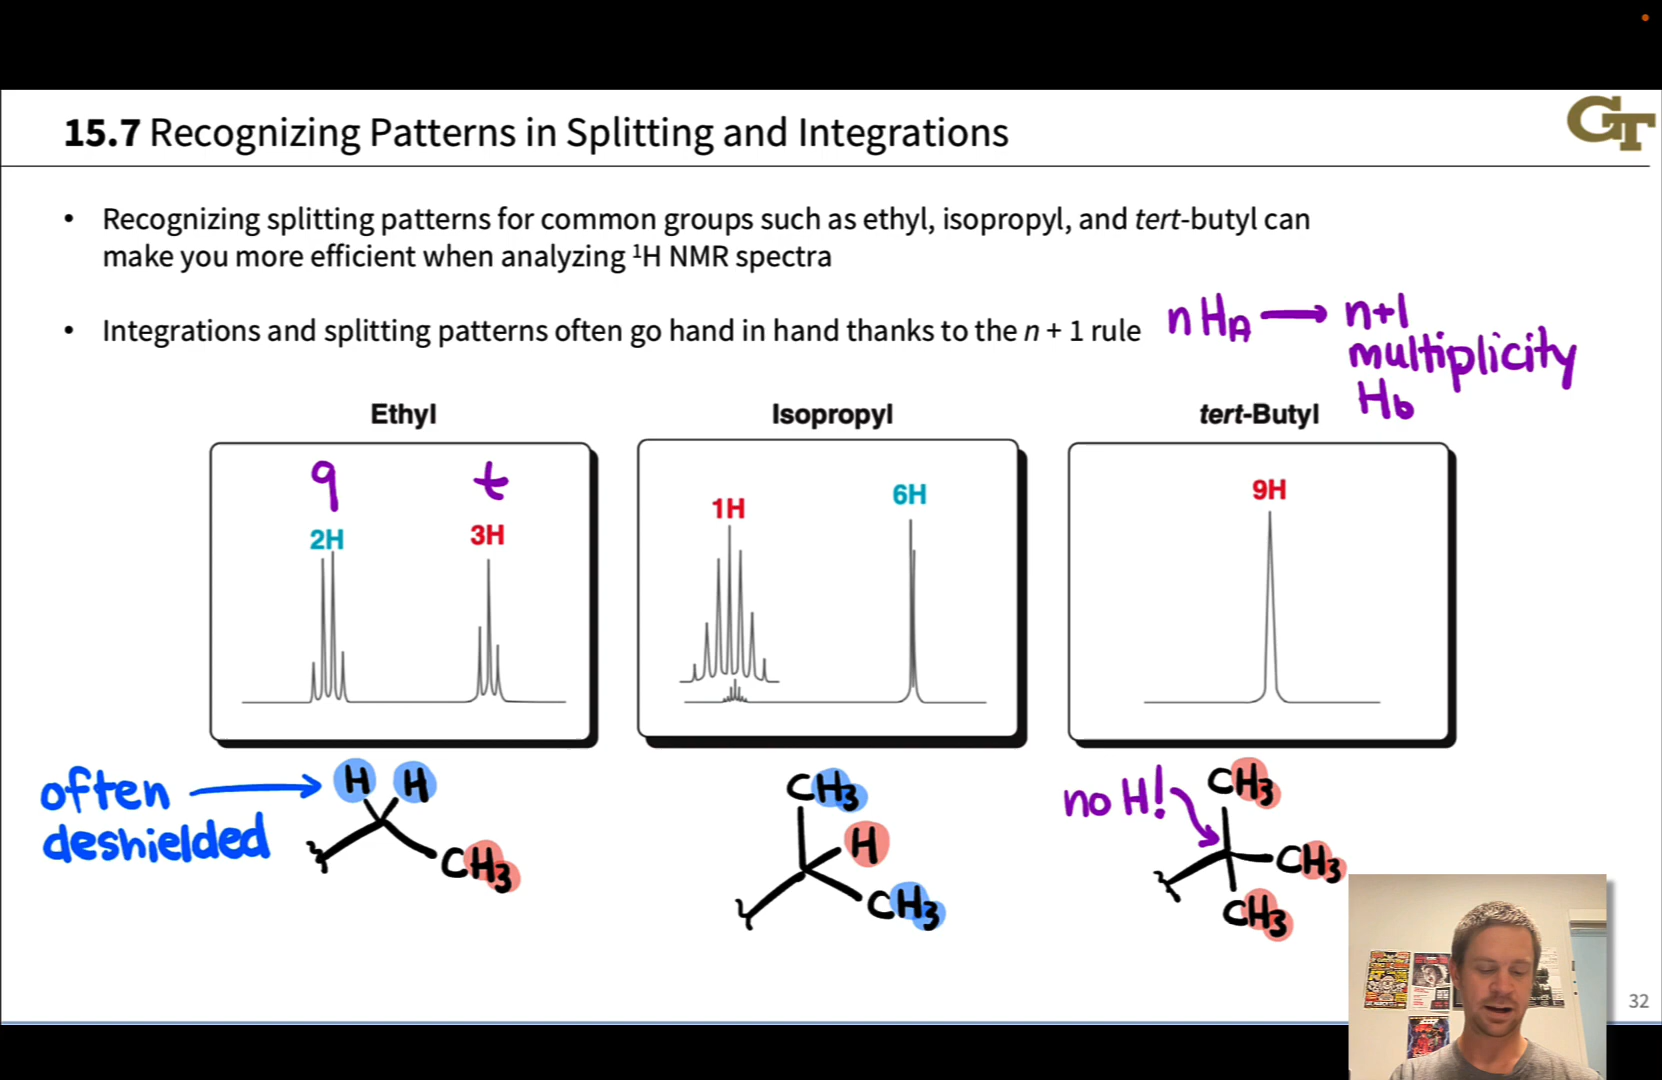 GT
15.7 Recognizing Patterns in Splitting and Integrations
• Recognizing splitting patterns for common groups such as ethyl, isopropyl, and tert-butyl can
make you more efficient when analyzing ¹H NMR spectra
• Integrations and splitting patterns often go hand in hand thanks to the n + 1 rule
nHA → n+1
multiplicity
Hb
Ethyl
q t
2H 3H
Isopropyl
1H 6H
tert-Butyl
9H
often
deshielded
H H
CH3
CH3
H
CH3
no H!
CH3
CH3
CH3
32